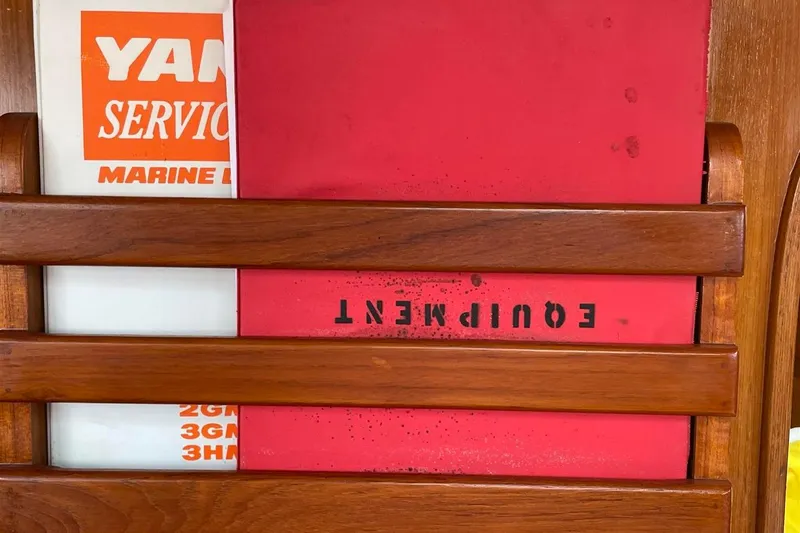 YAN
SERVIC
MARINE
EQUIPMENT
2GM
3GM
3HM